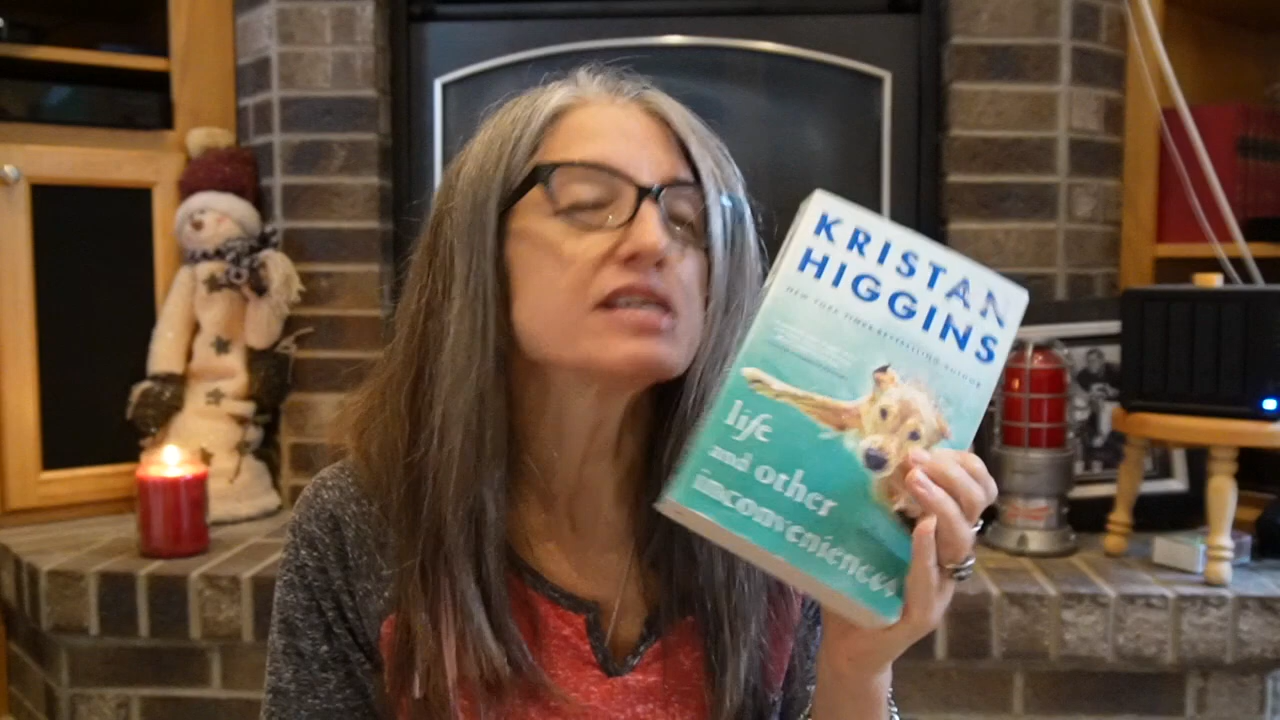 KRISTAN
HIGGINS
NEW YORK TIMES BESTSELLING AUTHOR
life
and other
inconveniences